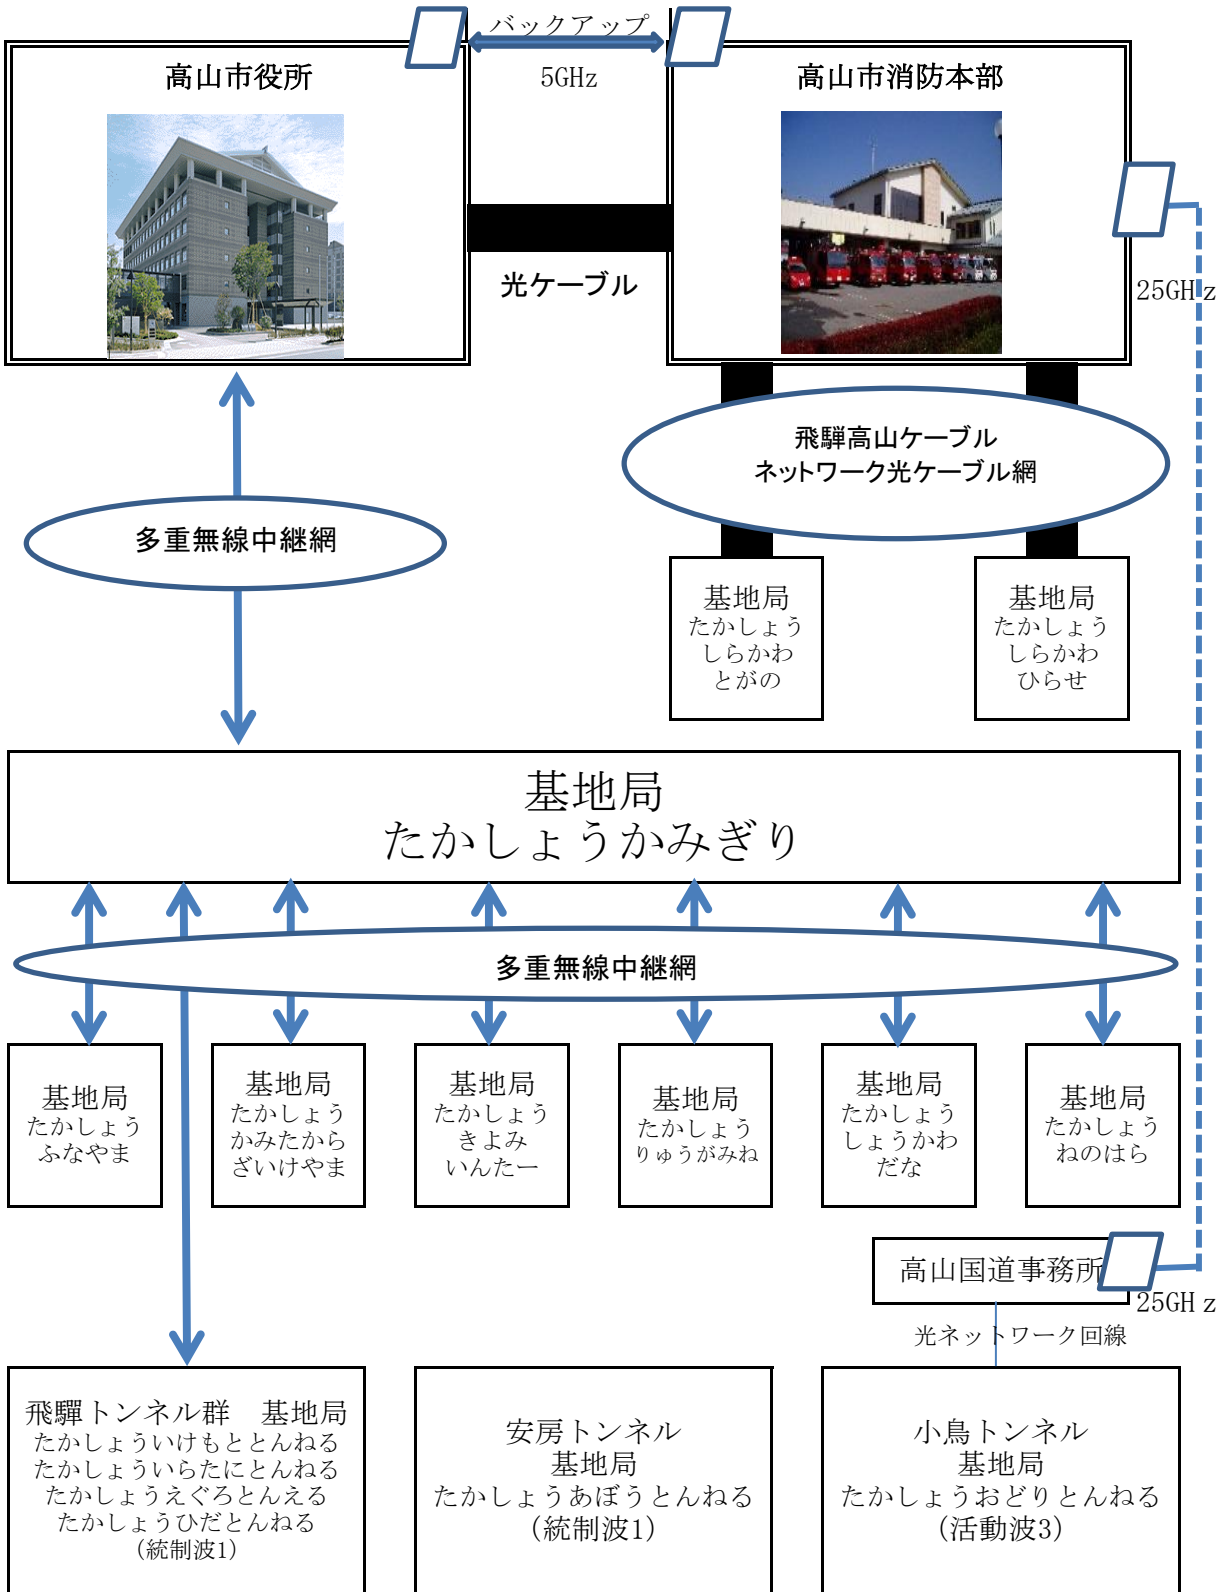 バックアップ
5GHz
高山市役所
高山市消防本部
光ケーブル
25GHz
飛騨高山ケーブル
ネットワーク光ケーブル網
多重無線中継網
基地局
たかしょう
しらかわ
とがの
基地局
たかしょう
しらかわ
ひらせ
基地局
たかしょうかみぎり
多重無線中継網
基地局
たかしょう
ふなやま
基地局
たかしょう
かみたから
ざいけやま
基地局
たかしょう
きよみ
いんたー
基地局
たかしょう
りゅうがみね
基地局
たかしょう
しょうかわ
だな
基地局
たかしょう
ねのはら
高山国道事務所
25GHz
光ネットワーク回線
飛驒トンネル群　基地局
たかしょういけもととんねる
たかしょういらたにとんねる
たかしょうえぐろとんえる
たかしょうひだとんねる
(統制波1)
安房トンネル
基地局
たかしょうあぼうとんねる
(統制波1)
小鳥トンネル
基地局
たかしょうおどりとんねる
(活動波3)